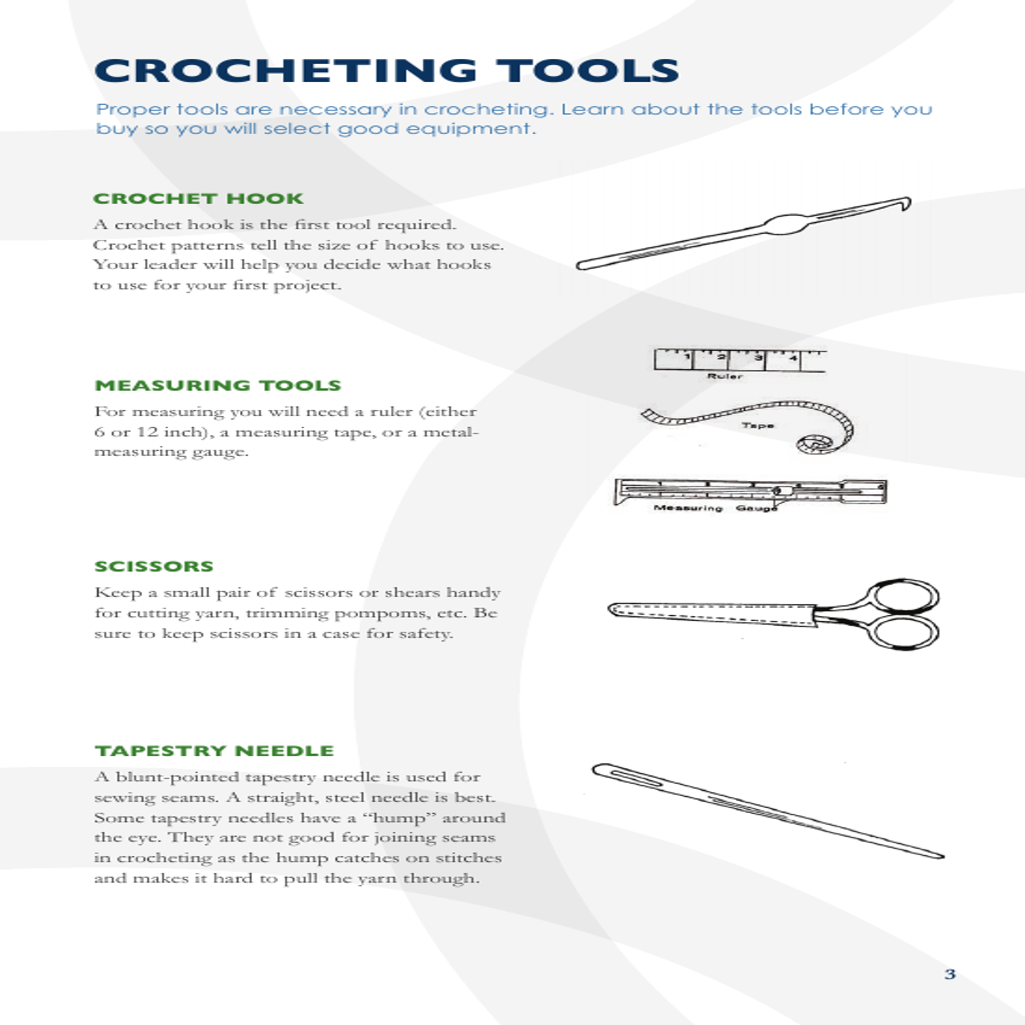 CROCHETING TOOLS
Proper tools are necessary in crocheting. Learn about the tools before you
buy so you will select good equipment.
CROCHET HOOK
A crochet hook is the first tool required.
Crochet patterns tell the size of hooks to use.
Your leader will help you decide what hooks
to use for your first project.
1 2 3 4
Ruler
MEASURING TOOLS
For measuring you will need a ruler (either
6 or 12 inch), a measuring tape, or a metal-
measuring gauge.
Tape
Measuring Gauge
SCISSORS
Keep a small pair of scissors or shears handy
for cutting yarn, trimming pompoms, etc. Be
sure to keep scissors in a case for safety.
TAPESTRY NEEDLE
A blunt-pointed tapestry needle is used for
sewing seams. A straight, steel needle is best.
Some tapestry needles have a “hump” around
the eye. They are not good for joining seams
in crocheting as the hump catches on stitches
and makes it hard to pull the yarn through.
3